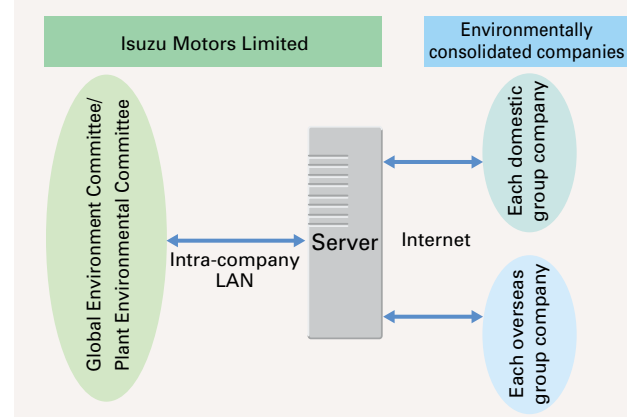 Isuzu Motors Limited
Environmentally
consolidated companies
Global Environment Committee/
Plant Environmental Committee
Intra-company
LAN
Server
Internet
Each domestic
group company
Each overseas
group company